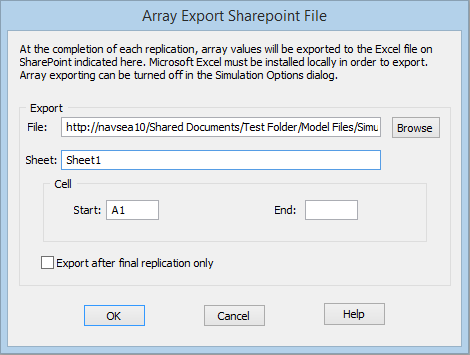 Array Export Sharepoint File
At the completion of each replication, array values will be exported to the Excel file on
SharePoint indicated here. Microsoft Excel must be installed locally in order to export.
Array exporting can be turned off in the Simulation Options dialog.
Export
File: http://navsea10/Shared Documents/Test Folder/Model Files/Simu Browse
Sheet: Sheet1
Cell
Start: A1 End:
Export after final replication only
OK Cancel Help